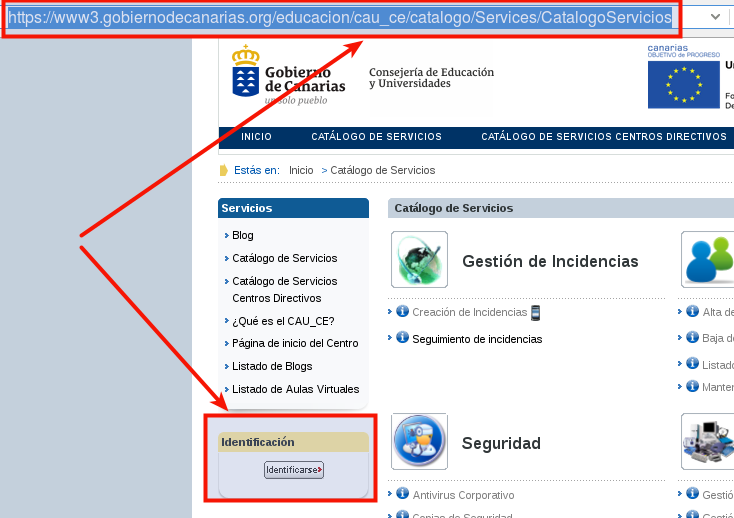 https://www3.gobiernodecanarias.org/educacion/cau_ce/catalogo/Services/CatalogoServicios
Gobierno
de Canarias
un solo pueblo
Consejería de Educación
y Universidades
canarias
OBJETIVO DE PROGRESO
INICIO CATÁLOGO DE SERVICIOS CATÁLOGO DE SERVICIOS CENTROS DIRECTIVOS
Estás en: Inicio > Catálogo de Servicios
Servicios
Blog
Catálogo de Servicios
Catálogo de Servicios
Centros Directivos
¿Qué es el CAU_CE?
Página de inicio del Centro
Listado de Blogs
Listado de Aulas Virtuales
Identificación
Identificarse
Catálogo de Servicios
Gestión de Incidencias
Creación de Incidencias
Seguimiento de incidencias
Alta de
Baja d
Listado
Manten
Seguridad
Antivirus Corporativo
Copias de Seguridad
Gestió
Gestió